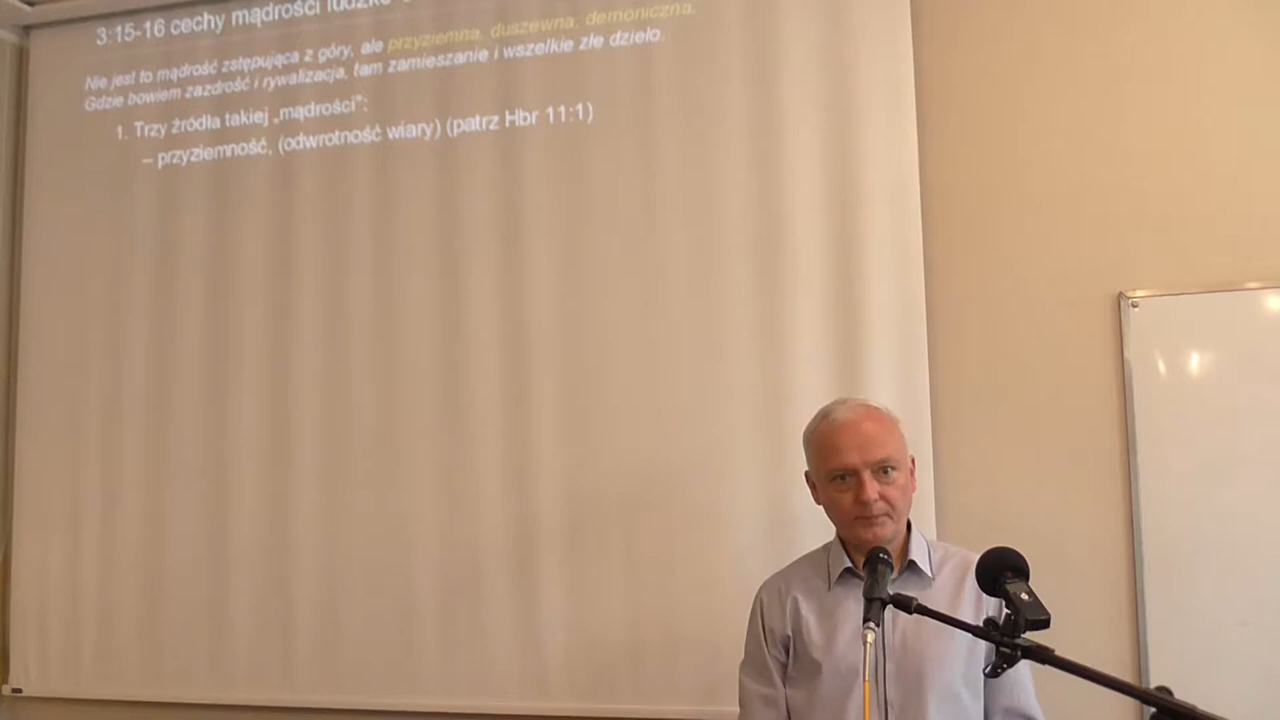 3:15-16 cechy mądrości
Nie jest to mądrość zstępująca z góry, ale przyziemna, duszewna, demoniczna.
Gdzie bowiem zazdrość i rywalizacja, tam zamieszanie i wszelkie złe dzieło.
1. Trzy źródła takiej „mądrości”:
– przyziemność, (odwrotność wiary) (patrz Hbr 11:1)